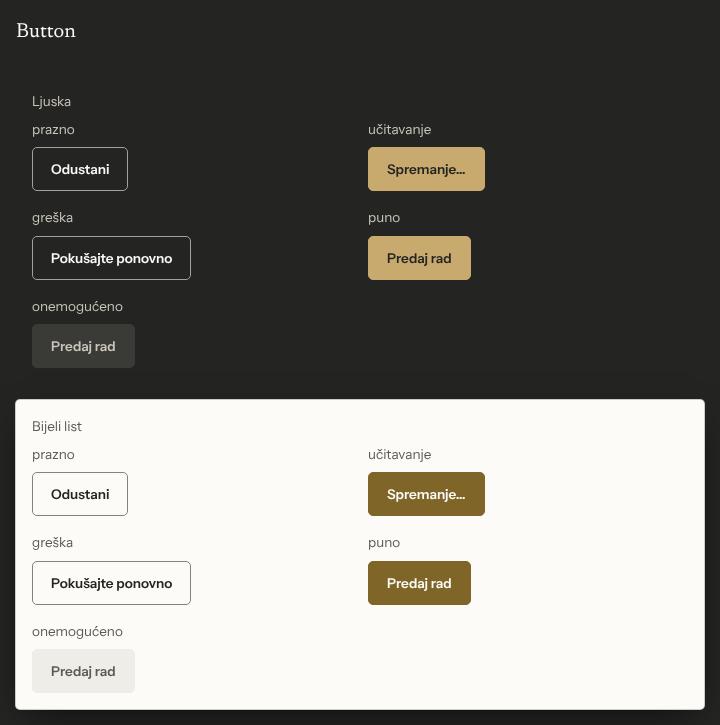 Button
Ljuska
prazno
učitavanje
Odustani
Spremanje…
greška
puno
Pokušajte ponovno
Predaj rad
onemogućeno
Predaj rad
Bijeli list
prazno
učitavanje
Odustani
Spremanje…
greška
puno
Pokušajte ponovno
Predaj rad
onemogućeno
Predaj rad